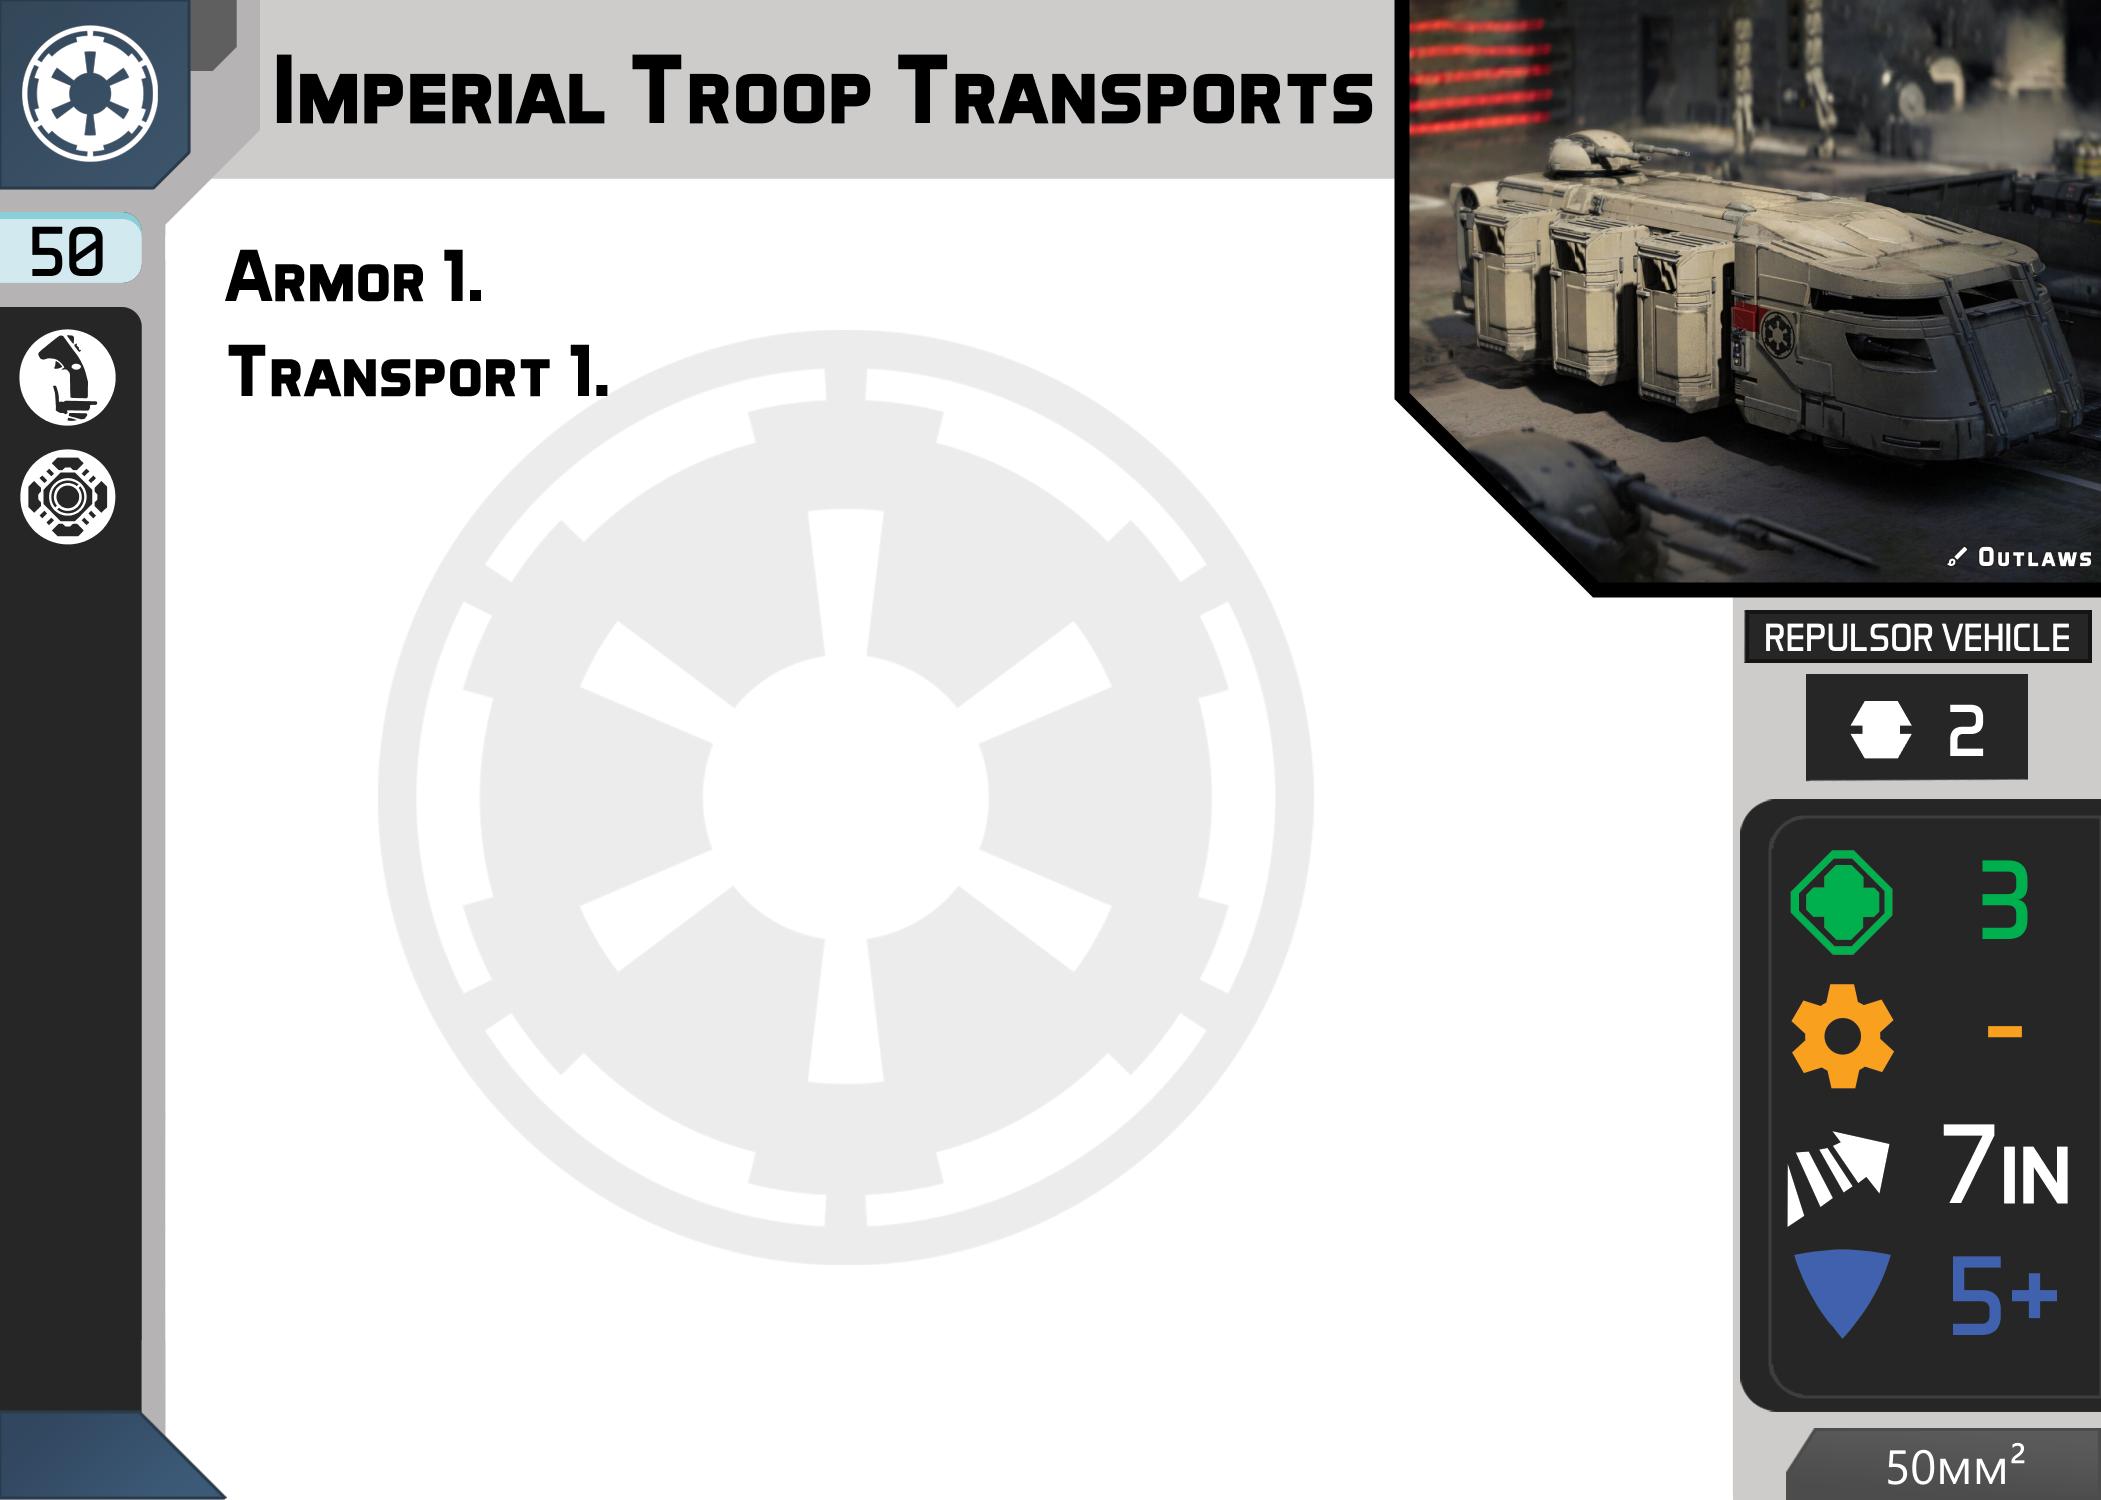 IMPERIAL TROOP TRANSPORTS
50
ARMOR 1.
TRANSPORT 1.
OUTLAWS
REPULSOR VEHICLE
2
3
-
7IN
5+
50MM²